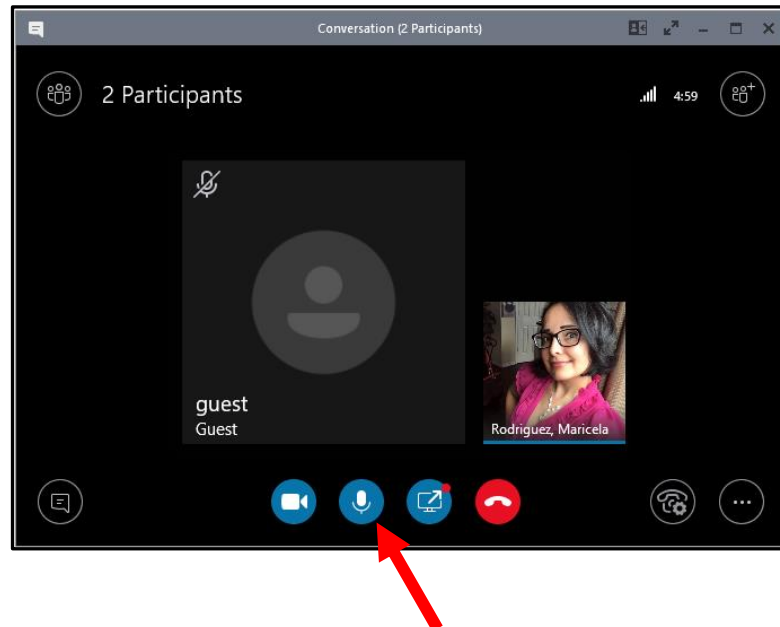 Conversation (2 Participants)
2 Participants
4:59
guest
Guest
Rodriguez, Maricela